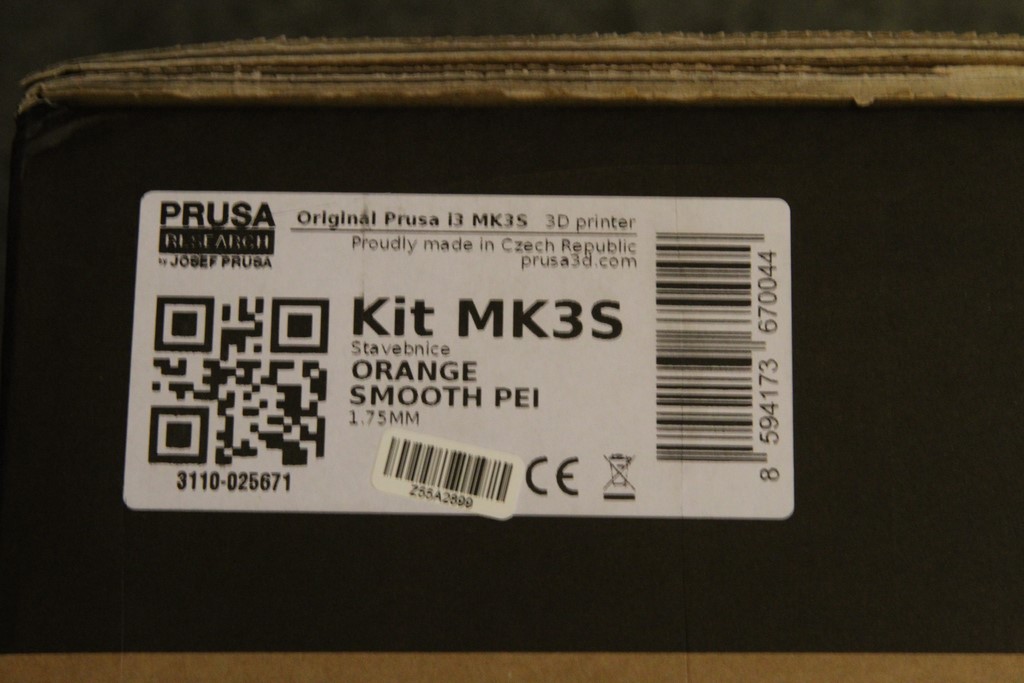 PRUSA
RESEARCH
by JOSEF PRUSA
Original Prusa i3 MK3S 3D printer
Proudly made in Czech Republic
prusa3d.com
Kit MK3S
Stavebnice
ORANGE
SMOOTH PEI
1.75MM
3110-025671
Z55A2899
CE
8 594173 670044